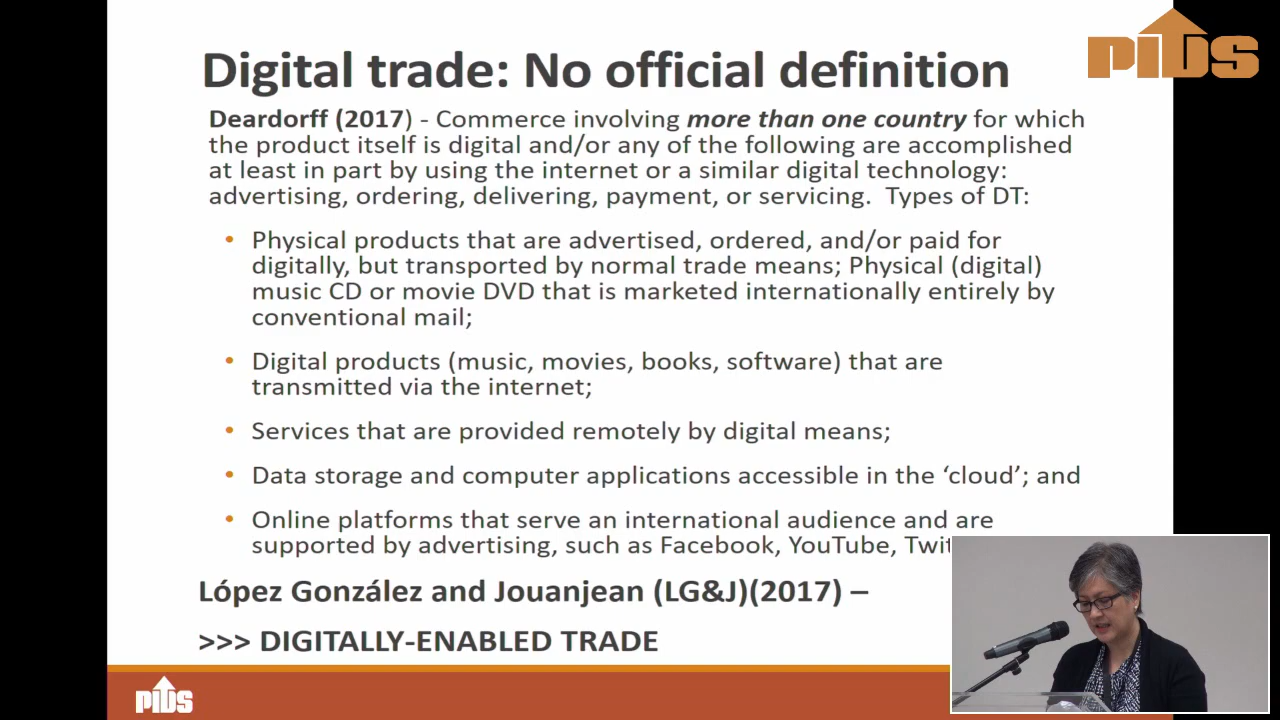 PIDS
Digital trade: No official definition
Deardorff (2017) - Commerce involving more than one country for which
the product itself is digital and/or any of the following are accomplished
at least in part by using the internet or a similar digital technology:
advertising, ordering, delivering, payment, or servicing. Types of DT:
• Physical products that are advertised, ordered, and/or paid for
digitally, but transported by normal trade means; Physical (digital)
music CD or movie DVD that is marketed internationally entirely by
conventional mail;
• Digital products (music, movies, books, software) that are
transmitted via the internet;
• Services that are provided remotely by digital means;
• Data storage and computer applications accessible in the ‘cloud’; and
• Online platforms that serve an international audience and are
supported by advertising, such as Facebook, YouTube,
López González and Jouanjean (LG&J)(2017) –
>>> DIGITALLY-ENABLED TRADE
PIDS